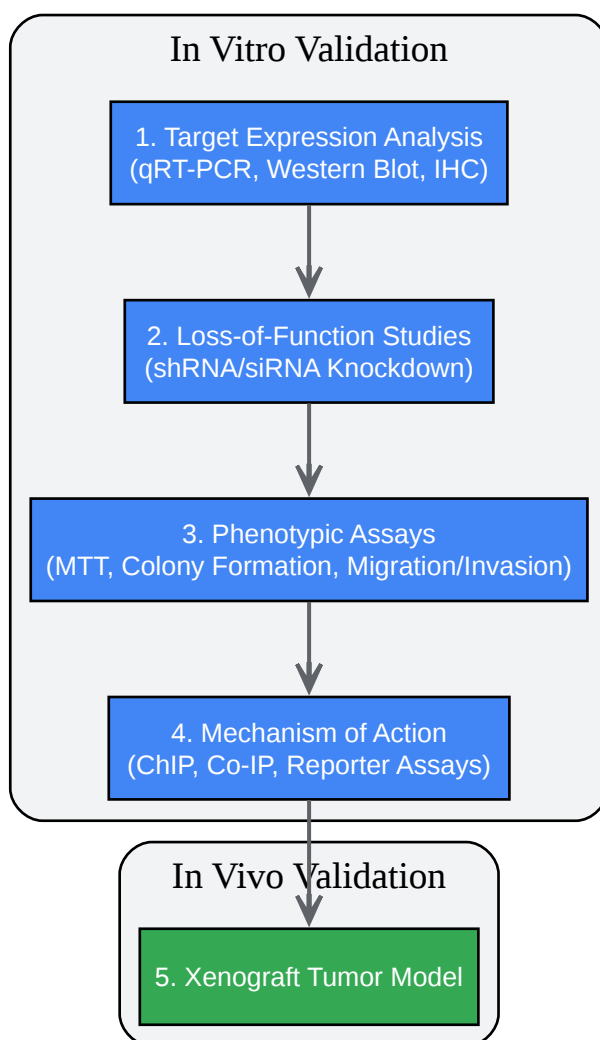 In Vitro Validation
1. Target Expression Analysis
(qRT-PCR, Western Blot, IHC)
2. Loss-of-Function Studies
(shRNA/siRNA Knockdown)
3. Phenotypic Assays
(MTT, Colony Formation, Migration/Invasion)
4. Mechanism of Action
(ChIP, Co-IP, Reporter Assays)
In Vivo Validation
5. Xenograft Tumor Model